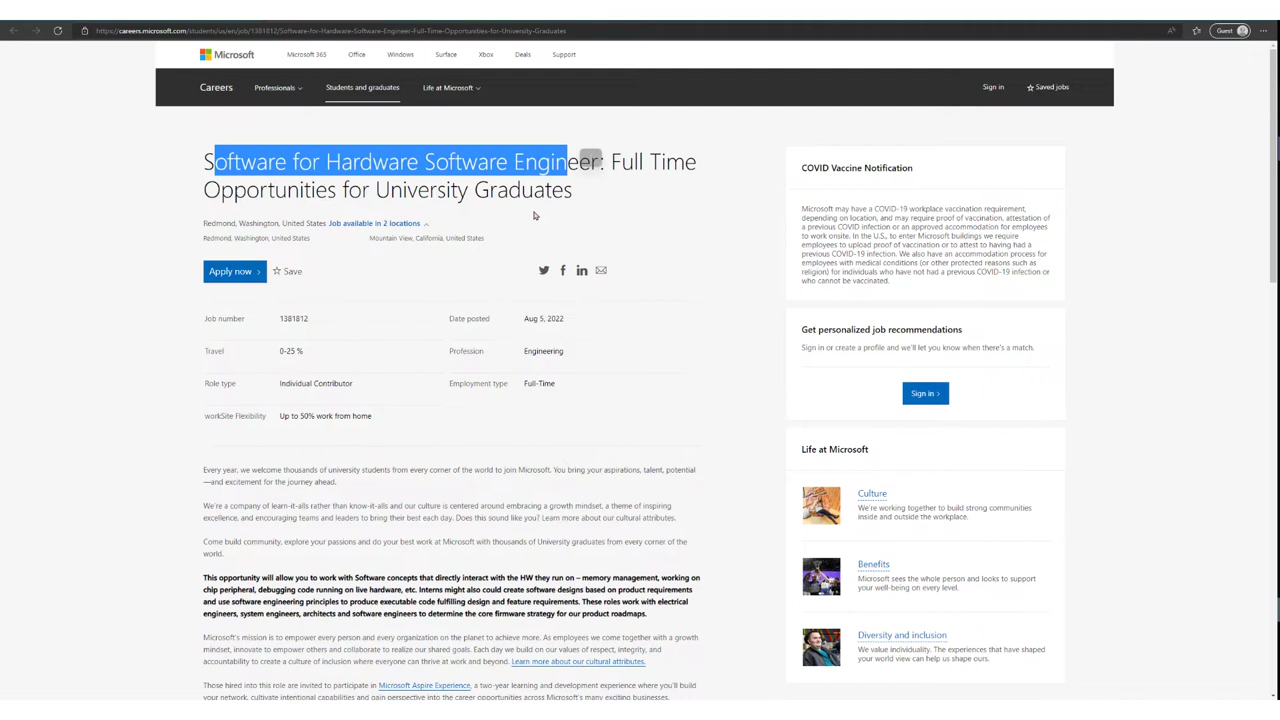 https://careers.microsoft.com/students/us/en/job/1381812/Software-for-Hardware-Software-Engineer-Full-Time-Opportunities-for-University-Graduates
Guest
Microsoft
Microsoft 365
Office
Windows
Surface
Xbox
Deals
Support
Careers
Professionals
Students and graduates
Life at Microsoft
Sign in
Saved jobs
Software for Hardware Software Engineer: Full Time
Opportunities for University Graduates
Redmond, Washington, United States Job available in 2 locations
Redmond, Washington, United States
Mountain View, California, United States
Apply now
Save
Job number
1381812
Date posted
Aug 5, 2022
Travel
0-25 %
Profession
Engineering
Role type
Individual Contributor
Employment type
Full-Time
workSite Flexibility
Up to 50% work from home
Every year, we welcome thousands of university students from every corner of the world to join Microsoft. You bring your aspirations, talent, potential
—and excitement for the journey ahead.
We're a company of learn-it-alls rather than know-it-alls and our culture is centered around embracing a growth mindset, a theme of inspiring
excellence, and encouraging teams and leaders to bring their best each day. Does this sound like you? Learn more about our cultural attributes.
Come build community, explore your passions and do your best work at Microsoft with thousands of University graduates from every corner of the
world.
This opportunity will allow you to work with Software concepts that directly interact with the HW they run on – memory management, working on
chip peripheral, debugging code running on live hardware, etc. Interns might also could create software designs based on product requirements
and use software engineering principles to produce executable code fulfilling design and feature requirements. These roles work with electrical
engineers, system engineers, architects and software engineers to determine the core firmware strategy for our product roadmaps.
Microsoft's mission is to empower every person and every organization on the planet to achieve more. As employees we come together with a growth
mindset, innovate to empower others and collaborate to realize our shared goals. Each day we build on our values of respect, integrity, and
accountability to create a culture of inclusion where everyone can thrive at work and beyond. Learn more about our cultural attributes.
Those hired into this role are invited to participate in Microsoft Aspire Experience, a two-year learning and development experience where you'll build
your network, cultivate intentional capabilities and gain perspective into the career opportunities across Microsoft's many exciting businesses.
COVID Vaccine Notification
Microsoft may have a COVID-19 workplace vaccination requirement,
depending on location, and may require proof of vaccination, attestation of
a previous COVID infection or an approved accommodation for employees
to work onsite. In the U.S., to enter Microsoft buildings we require
employees to upload proof of vaccination or to attest to having had a
previous COVID-19 infection. We also have an accommodation process for
employees with medical conditions (or other protected reasons such as
religion) for individuals who have not had a previous COVID-19 infection or
who cannot be vaccinated.
Get personalized job recommendations
Sign in or create a profile and we'll let you know when there's a match.
Sign in
Life at Microsoft
Culture
We're working together to build strong communities
inside and outside the workplace.
Benefits
Microsoft sees the whole person and looks to support
your well-being on every level.
Diversity and inclusion
We value individuality. The experiences that have shaped
your world view can help us shape ours.